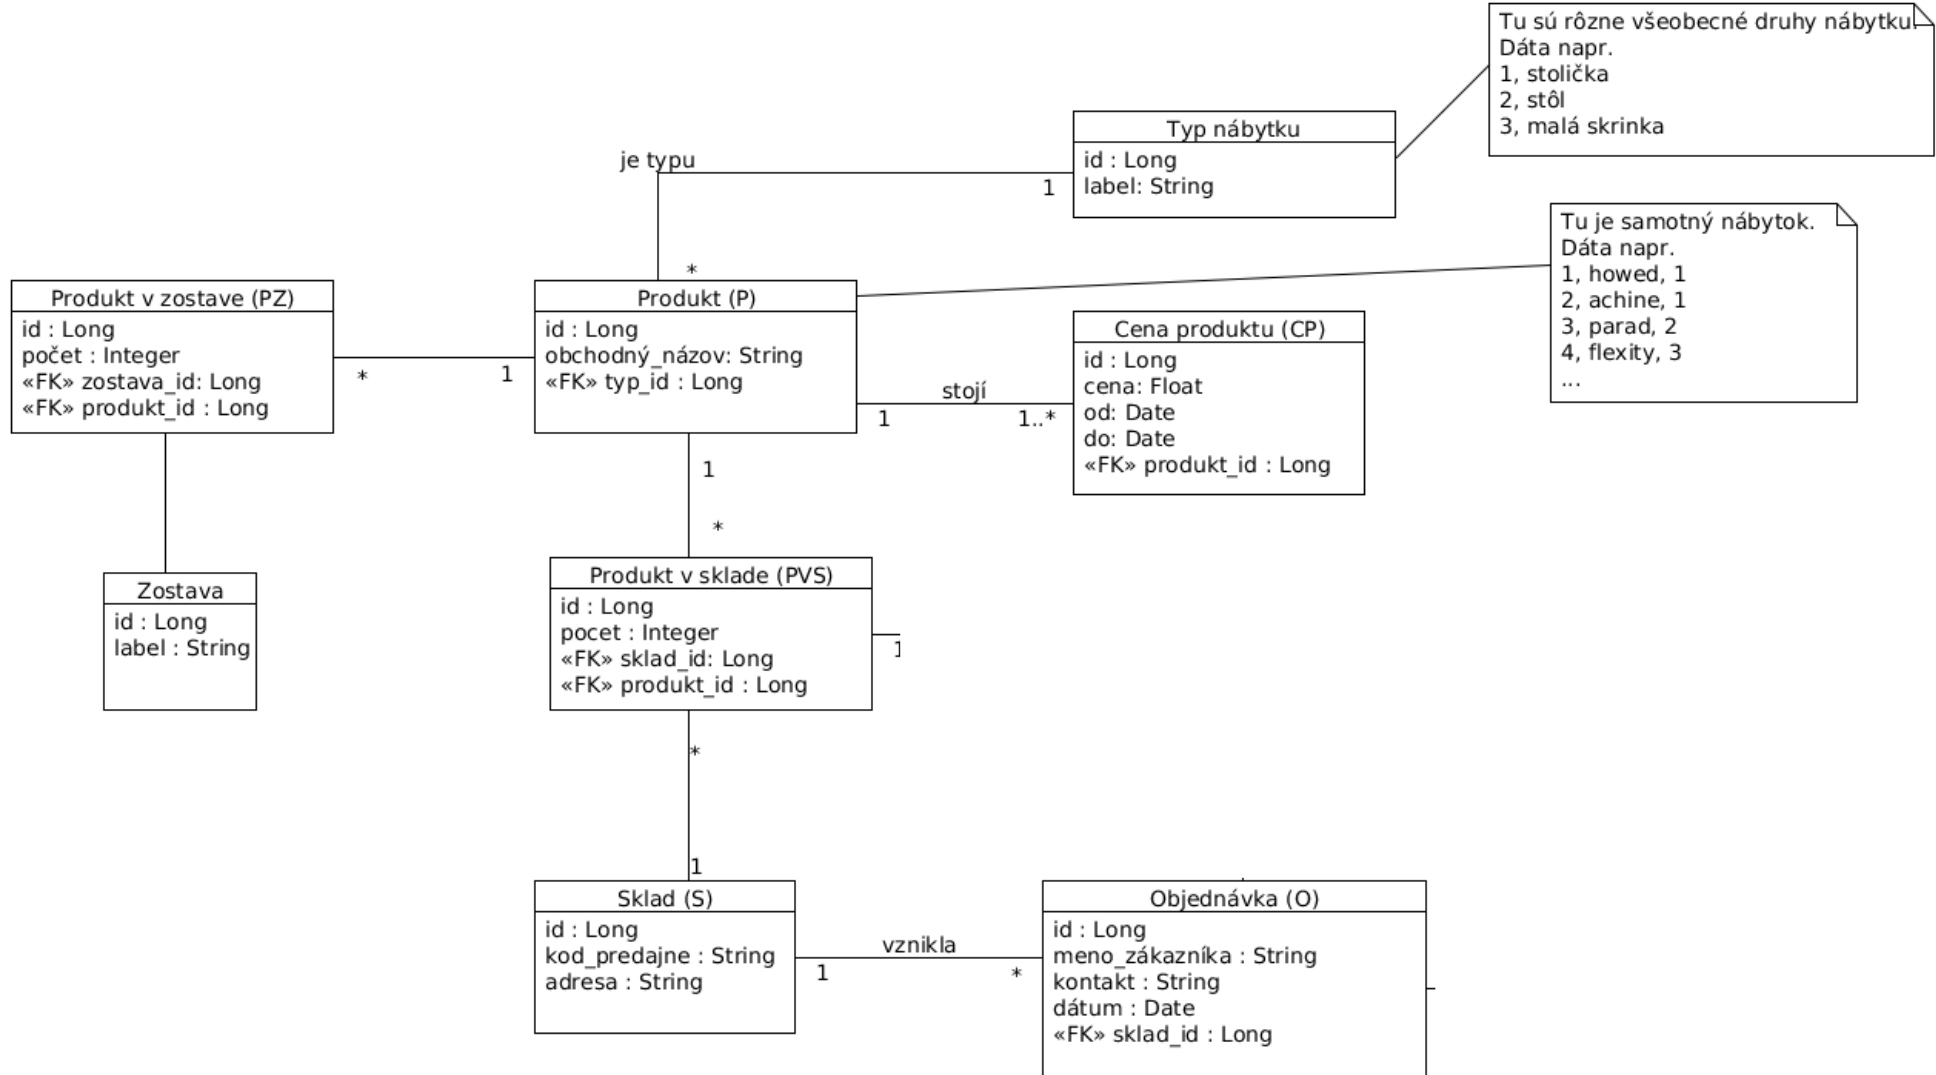 Tu sú rôzne všeobecné druhy nábytku.
Dáta napr.
1, stolička
2, stôl
3, malá skrinka
Typ nábytku
id : Long
label: String
je typu
1
*
Tu je samotný nábytok.
Dáta napr.
1, howed, 1
2, achine, 1
3, parad, 2
4, flexity, 3
...
Produkt v zostave (PZ)
id : Long
počet : Integer
«FK» zostava_id: Long
«FK» produkt_id : Long
*
1
Produkt (P)
id : Long
obchodný_názov: String
«FK» typ_id : Long
stojí
1
1..*
Cena produktu (CP)
id : Long
cena: Float
od: Date
do: Date
«FK» produkt_id : Long
1
*
Zostava
id : Long
label : String
Produkt v sklade (PVS)
id : Long
pocet : Integer
«FK» sklad_id: Long
«FK» produkt_id : Long
1
*
1
Sklad (S)
id : Long
kod_predajne : String
adresa : String
vznikla
1
*
Objednávka (O)
id : Long
meno_zákazníka : String
kontakt : String
dátum : Date
«FK» sklad_id : Long